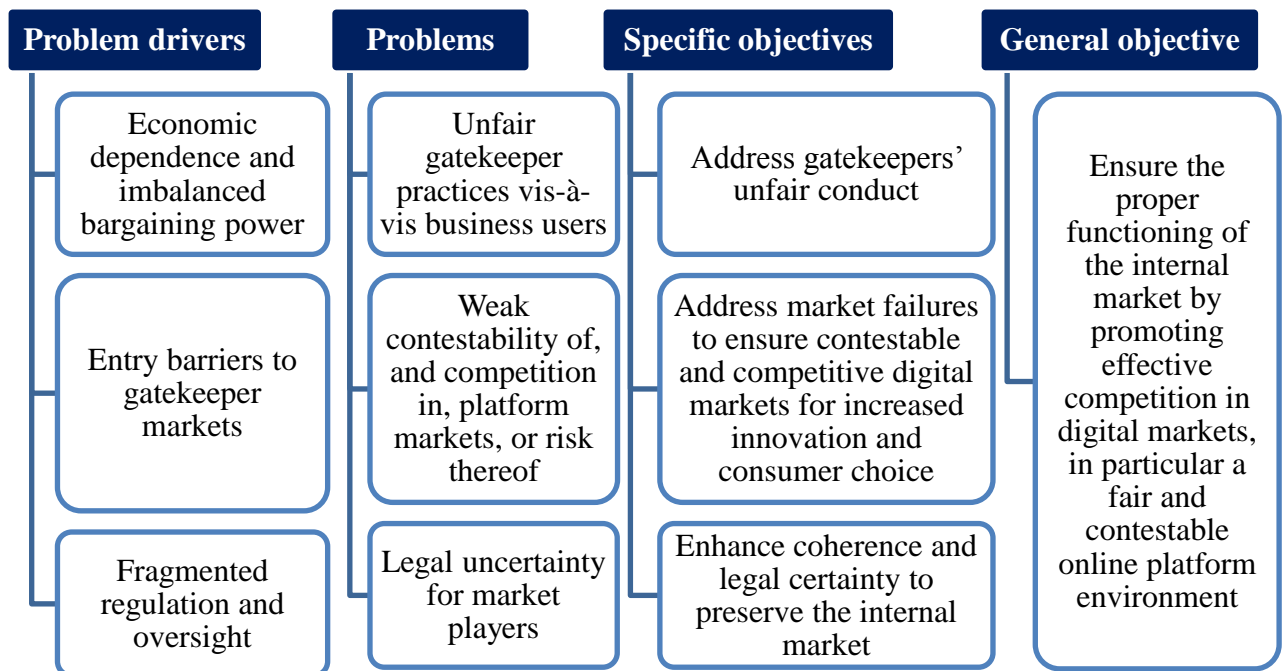 Problem drivers
Economic
dependence and
imbalanced
bargaining power
Entry barriers to
gatekeeper
markets
Fragmented
regulation and
oversight
Problems
Unfair
gatekeeper
practices vis-à-
vis business users
Weak
contestability of,
and competition
in, platform
markets, or risk
thereof
Legal uncertainty
for market
players
Specific objectives
Address gatekeepers’
unfair conduct
Address market failures
to ensure contestable
and competitive digital
markets for increased
innovation and
consumer choice
Enhance coherence and
legal certainty to
preserve the internal
market
General objective
Ensure the
proper
functioning of
the internal
market by
promoting
effective
competition in
digital markets,
in particular a
fair and
contestable
online platform
environment